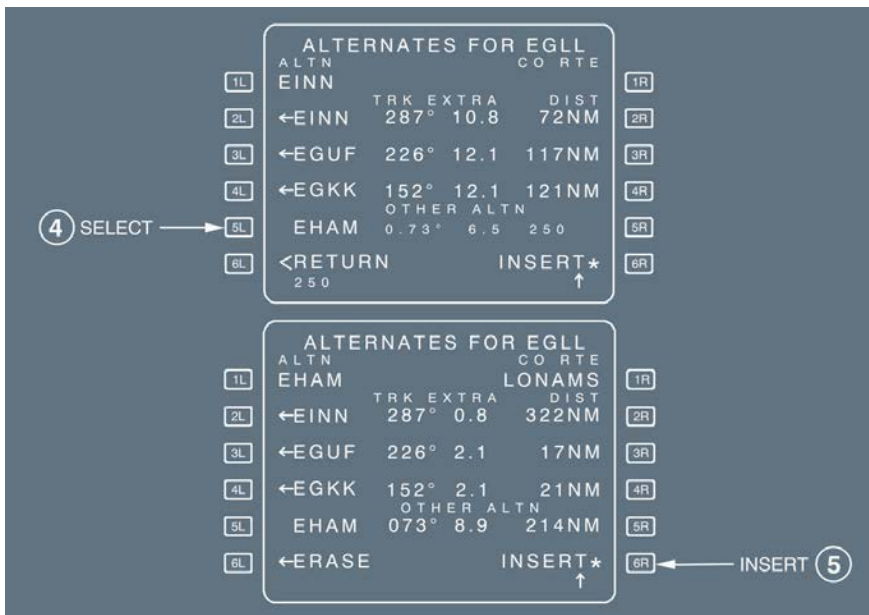 ALTERNATES FOR EGLL
ALTN CO RTE
1L EINN 1R
TRK EXTRA DIST
2L ←EINN 287° 10.8 72NM 2R
3L ←EGUF 226° 12.1 117NM 3R
4L ←EGKK 152° 12.1 121NM 4R
OTHER ALTN
4 SELECT 5L EHAM 0.73° 6.5 250 5R
6L <RETURN INSERT* 6R
250 ↑
ALTERNATES FOR EGLL
ALTN CO RTE
1L EHAM LONAMS 1R
TRK EXTRA DIST
2L ←EINN 287° 0.8 322NM 2R
3L ←EGUF 226° 2.1 17NM 3R
4L ←EGKK 152° 2.1 21NM 4R
OTHER ALTN
5L EHAM 073° 8.9 214NM 5R
6L ←ERASE INSERT* 6R INSERT 5
↑